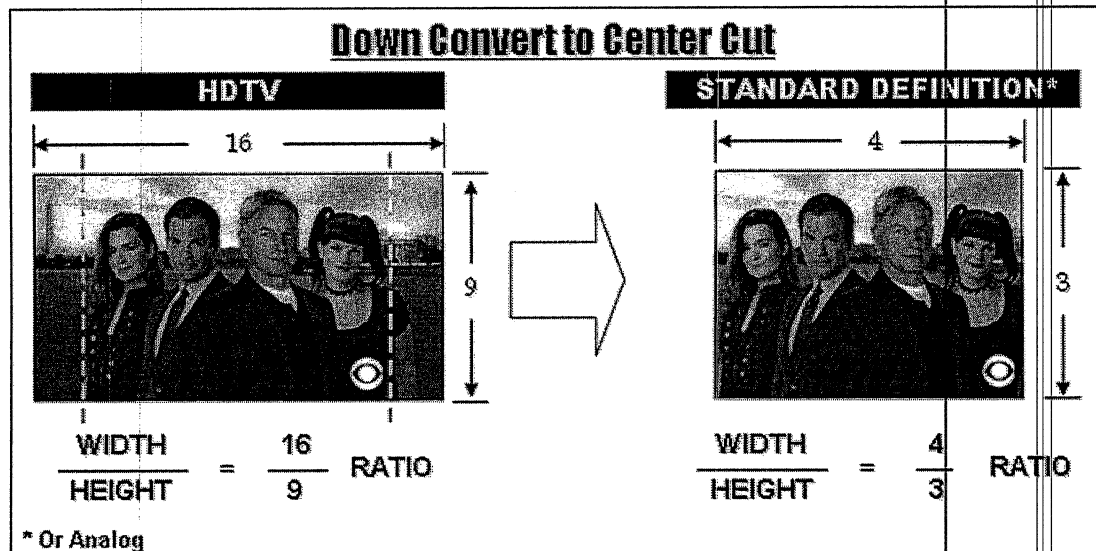 Down Convert to Center Cut
HDTV
STANDARD DEFINITION*
16
4
9
3
WIDTH
HEIGHT
=
16
9
RATIO
WIDTH
HEIGHT
=
4
3
RATIO
* Or Analog